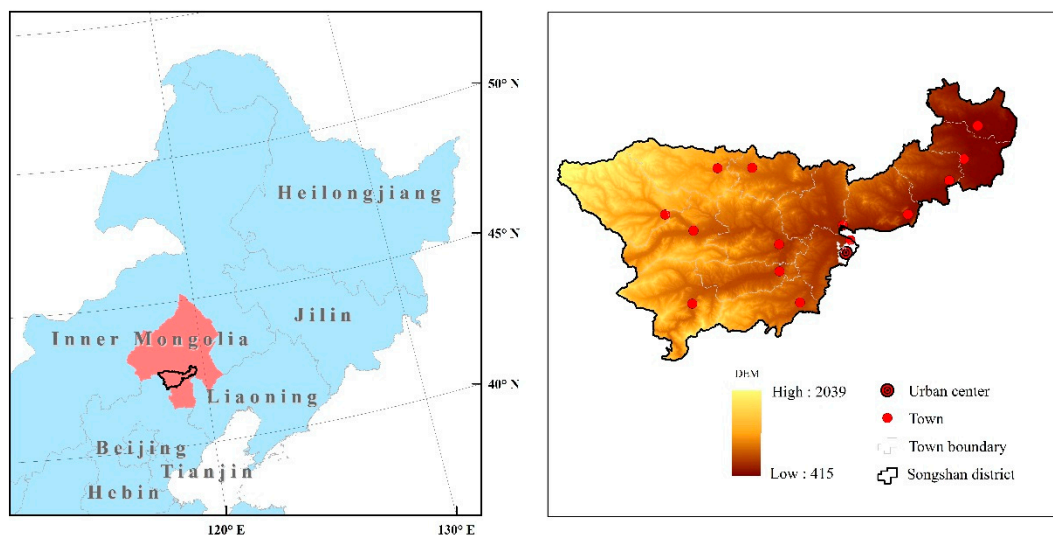 50° N
Heilongjiang
45° N
Jilin
Inner Mongolia
40° N
Liaoning
Beijing
Tianjin
Hebin
120° E
130° E
DEM
High : 2039
Low : 415
Urban center
Town
Town boundary
Songshan district